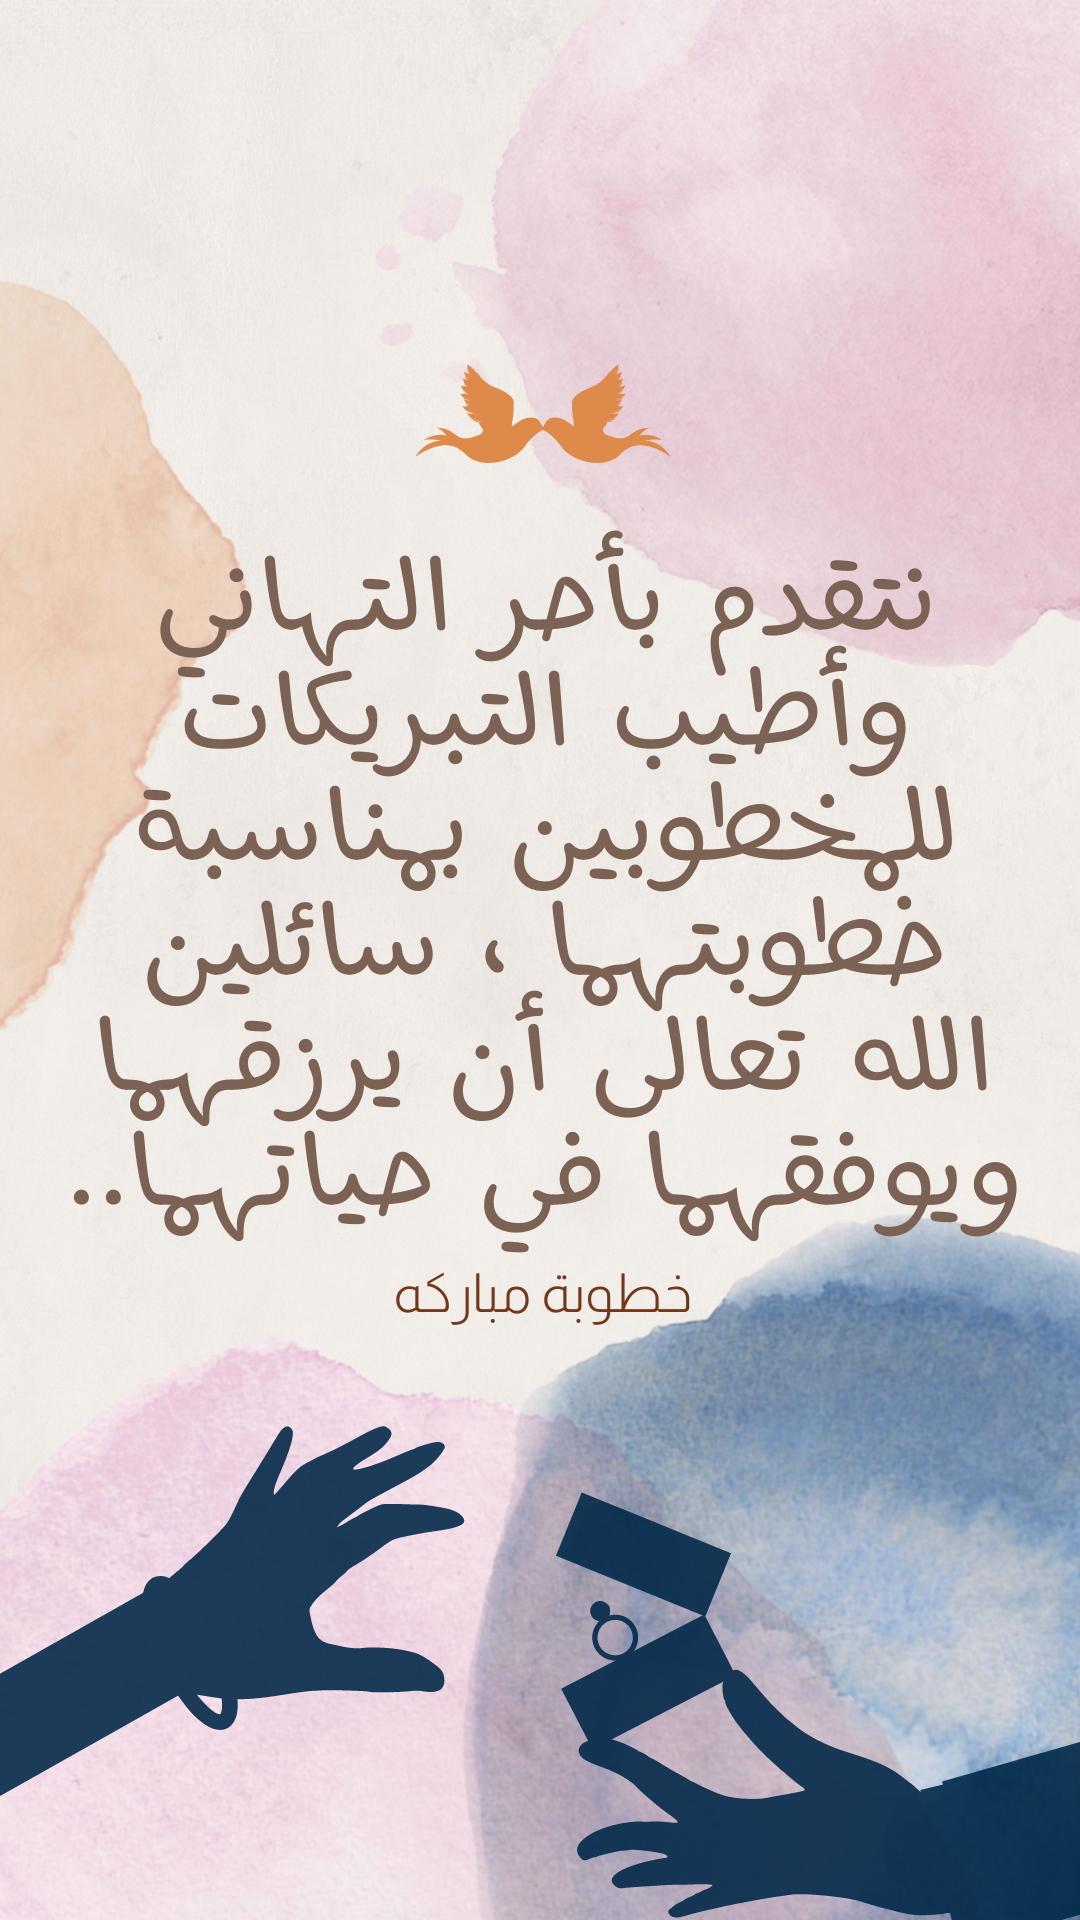 نتقدم بأحر التهاني
وأطيب التبريكات
للمخطوبين بمناسبة
خطوبتهما ، سائلين
الله تعالى أن يرزقهما
ويوفقهما في حياتهما..
خطوبة مباركه